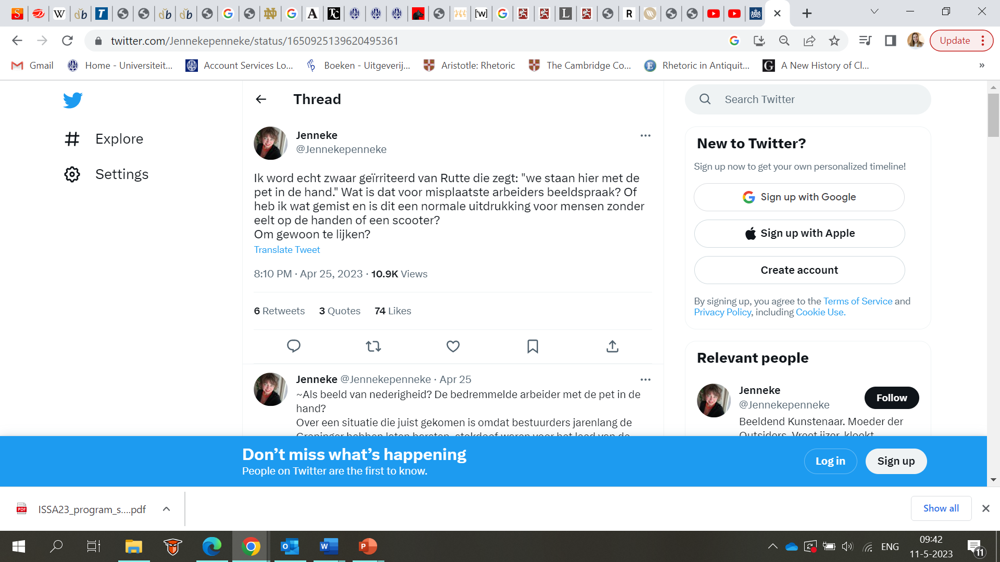 twitter.com/Jennekepenneke/status/1650925139620495361
Update
Gmail
Home - Universiteit...
Account Services Lo...
Boeken - Uitgeverij...
Aristotle: Rhetoric
The Cambridge Co...
Rhetoric in Antiquit...
A New History of Cl...
»
Explore
Settings
Thread
Jenneke
@Jennekepenneke
Ik word echt zwaar geïrriteerd van Rutte die zegt: "we staan hier met de
pet in de hand." Wat is dat voor misplaatste arbeiders beeldspraak? Of
heb ik wat gemist en is dit een normale uitdrukking voor mensen zonder
eelt op de handen of een scooter?
Om gewoon te lijken?
Translate Tweet
8:10 PM · Apr 25, 2023 · 10.9K Views
6 Retweets 3 Quotes 74 Likes
Jenneke @Jennekepenneke · Apr 25
~Als beeld van nederigheid? De bedremmelde arbeider met de pet in de
hand?
Over een situatie die juist gekomen is omdat bestuurders jarenlang de
Search Twitter
New to Twitter?
Sign up now to get your own personalized timeline!
Sign up with Google
Sign up with Apple
Create account
By signing up, you agree to the Terms of Service and
Privacy Policy, including Cookie Use.
Relevant people
Jenneke
@Jennekepenneke
Follow
Beeldend Kunstenaar. Moeder der
Don’t miss what’s happening
People on Twitter are the first to know.
Log in
Sign up
ISSA23_program_s....pdf
Show all
ENG
09:42
11-5-2023
11